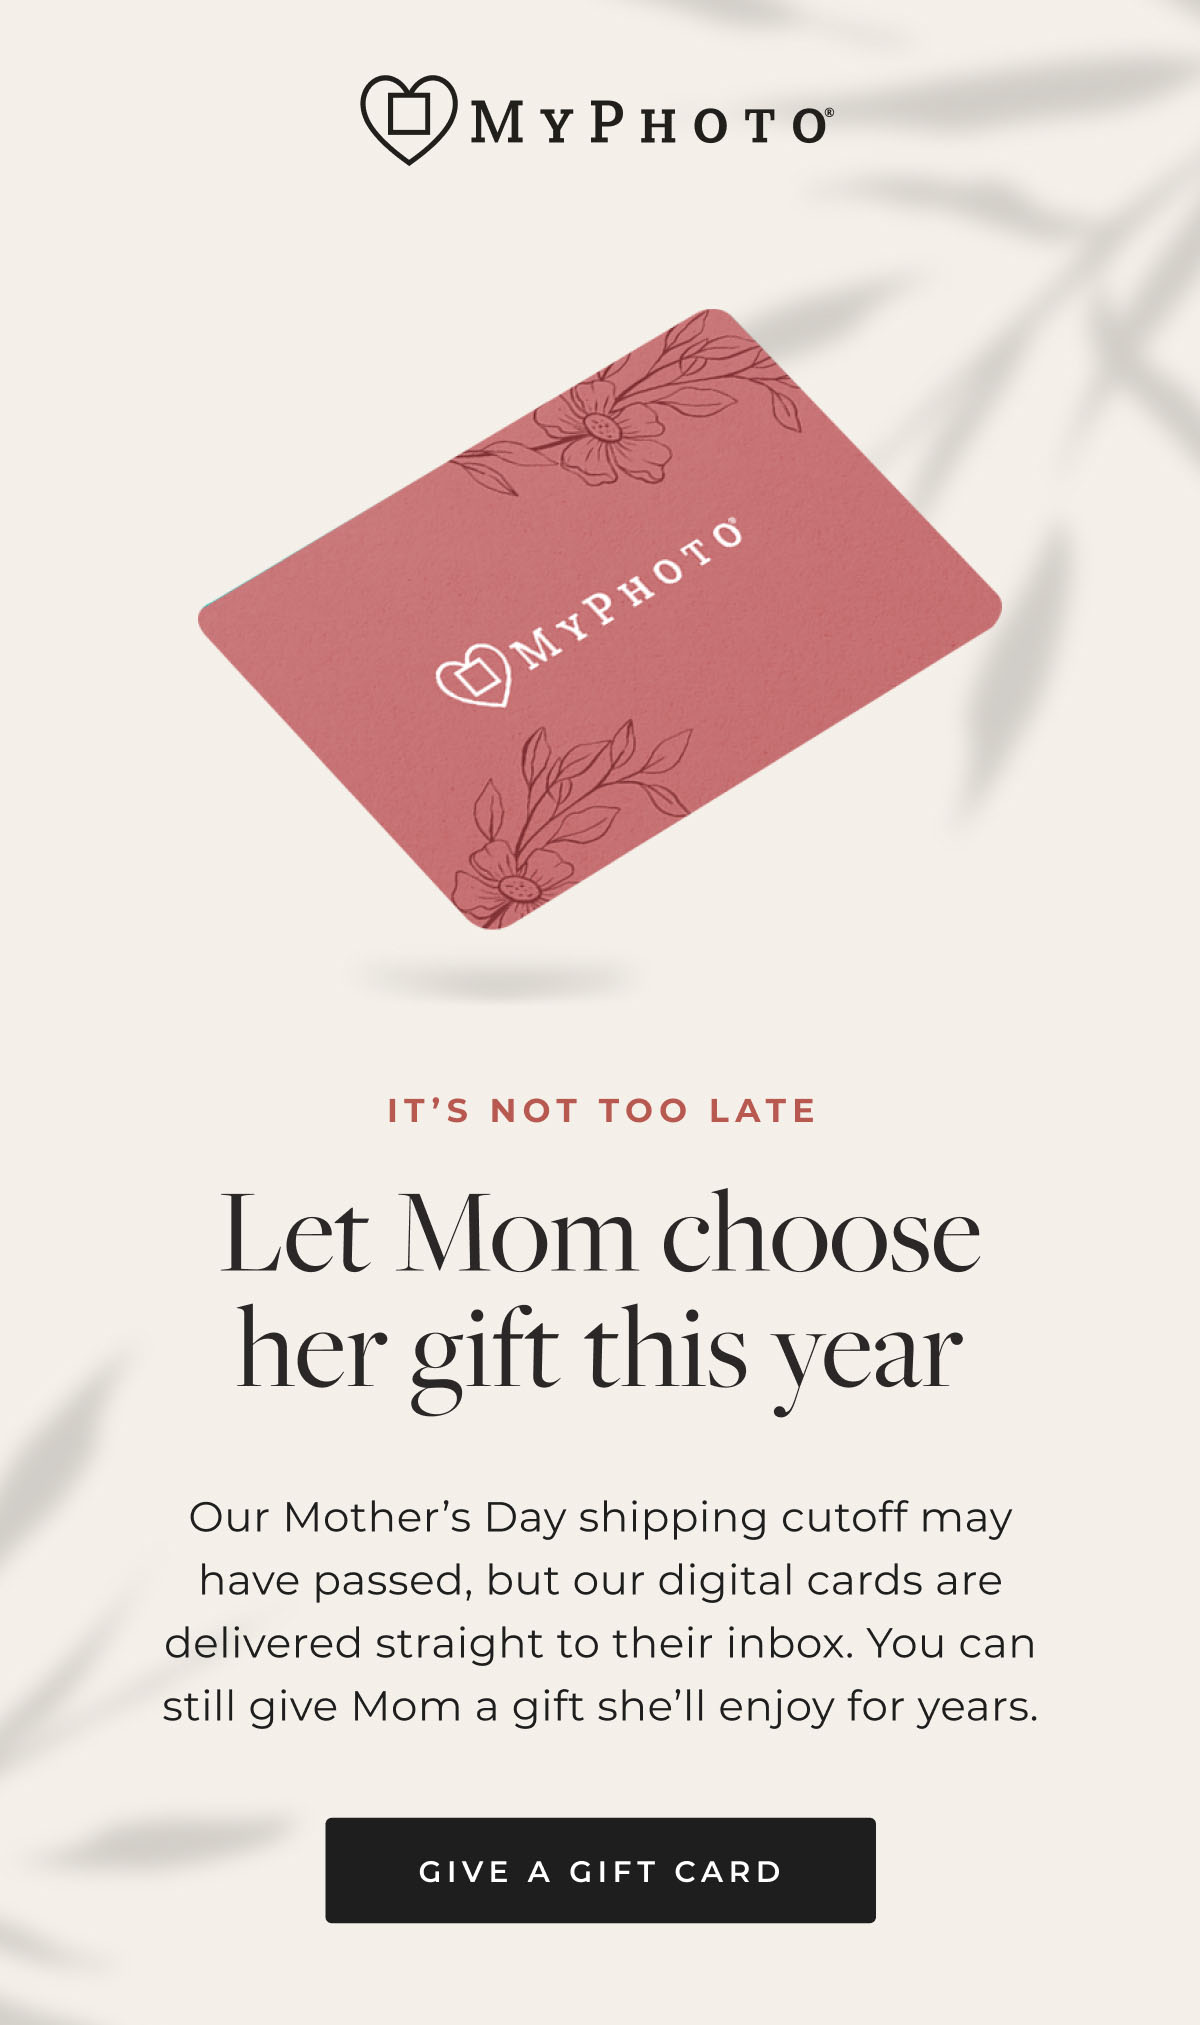 MYPHOTO®
MYPHOTO®
IT’S NOT TOO LATE
Let Mom choose
her gift this year
Our Mother’s Day shipping cutoff may
have passed, but our digital cards are
delivered straight to their inbox. You can
still give Mom a gift she’ll enjoy for years.
GIVE A GIFT CARD